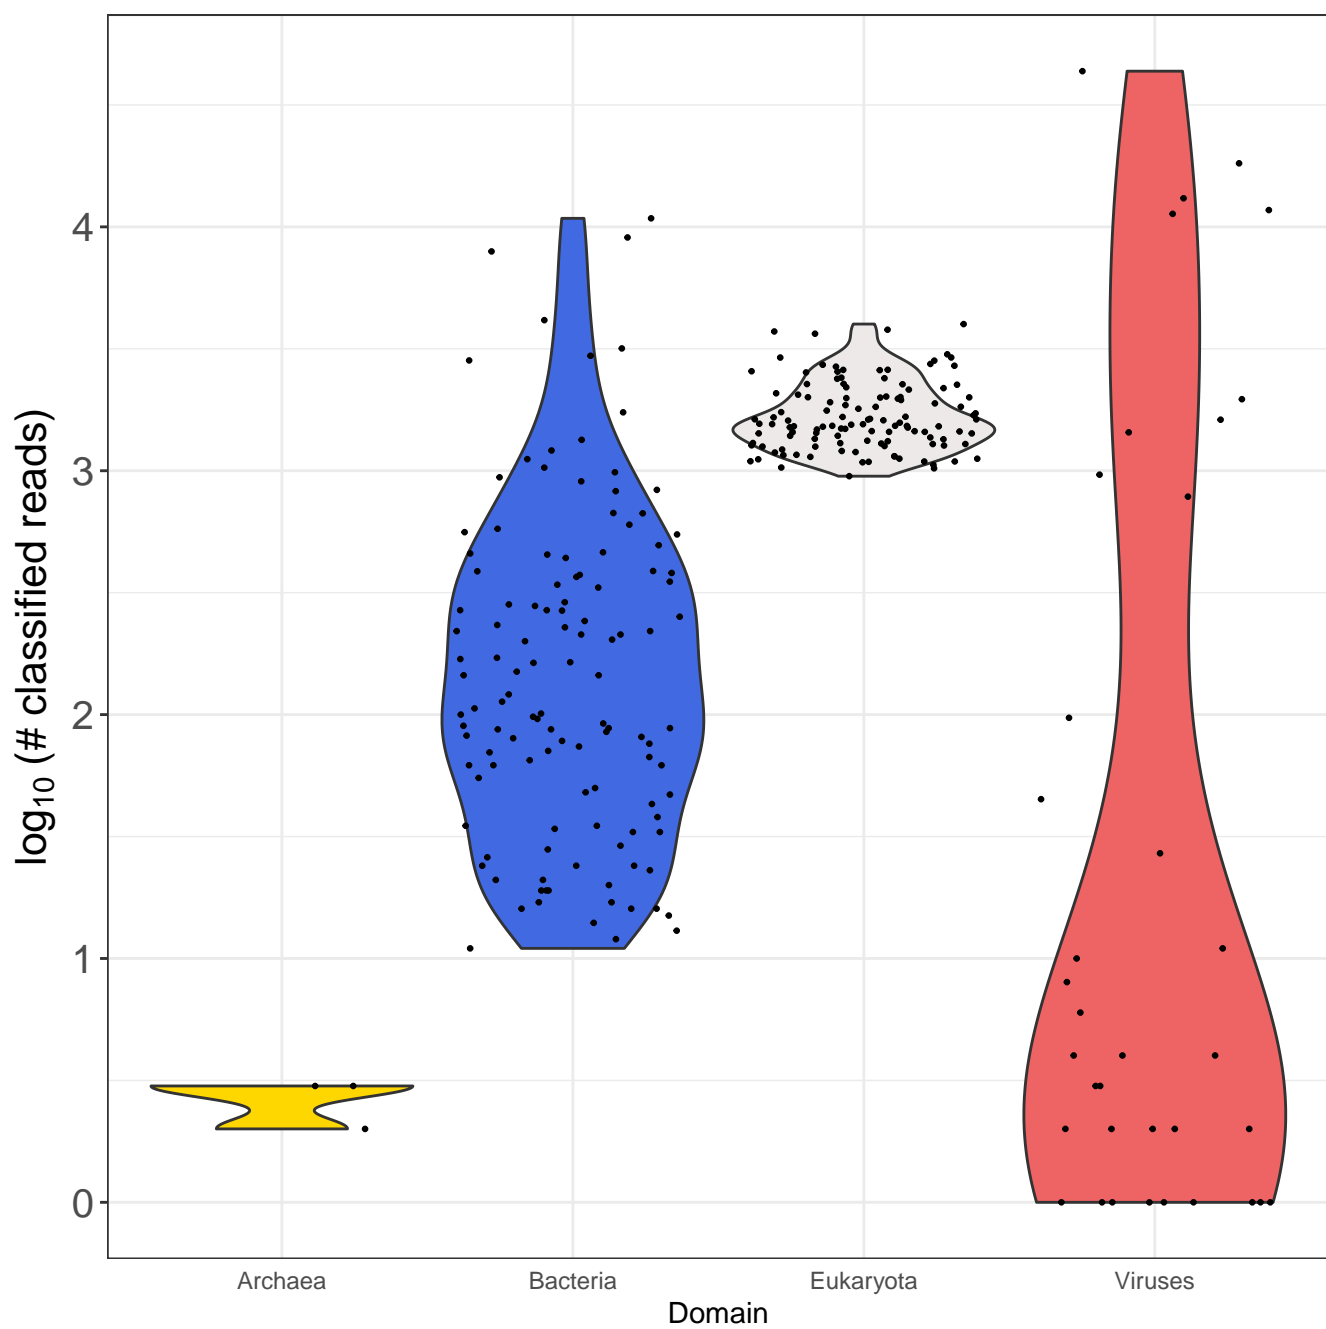 log₁₀ (# classified reads)
4
3
2
1
0
Archaea Bacteria Eukaryota Viruses
Domain